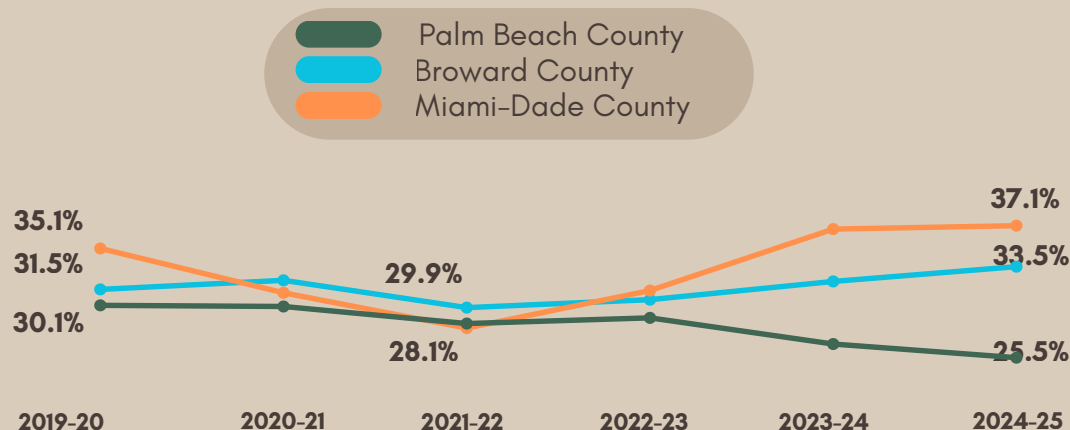 Palm Beach County
Broward County
Miami-Dade County
37.1%
35.1%
33.5%
31.5%
29.9%
30.1%
28.1%
25.5%
2019-20 2020-21 2021-22 2022-23 2023-24 2024-25